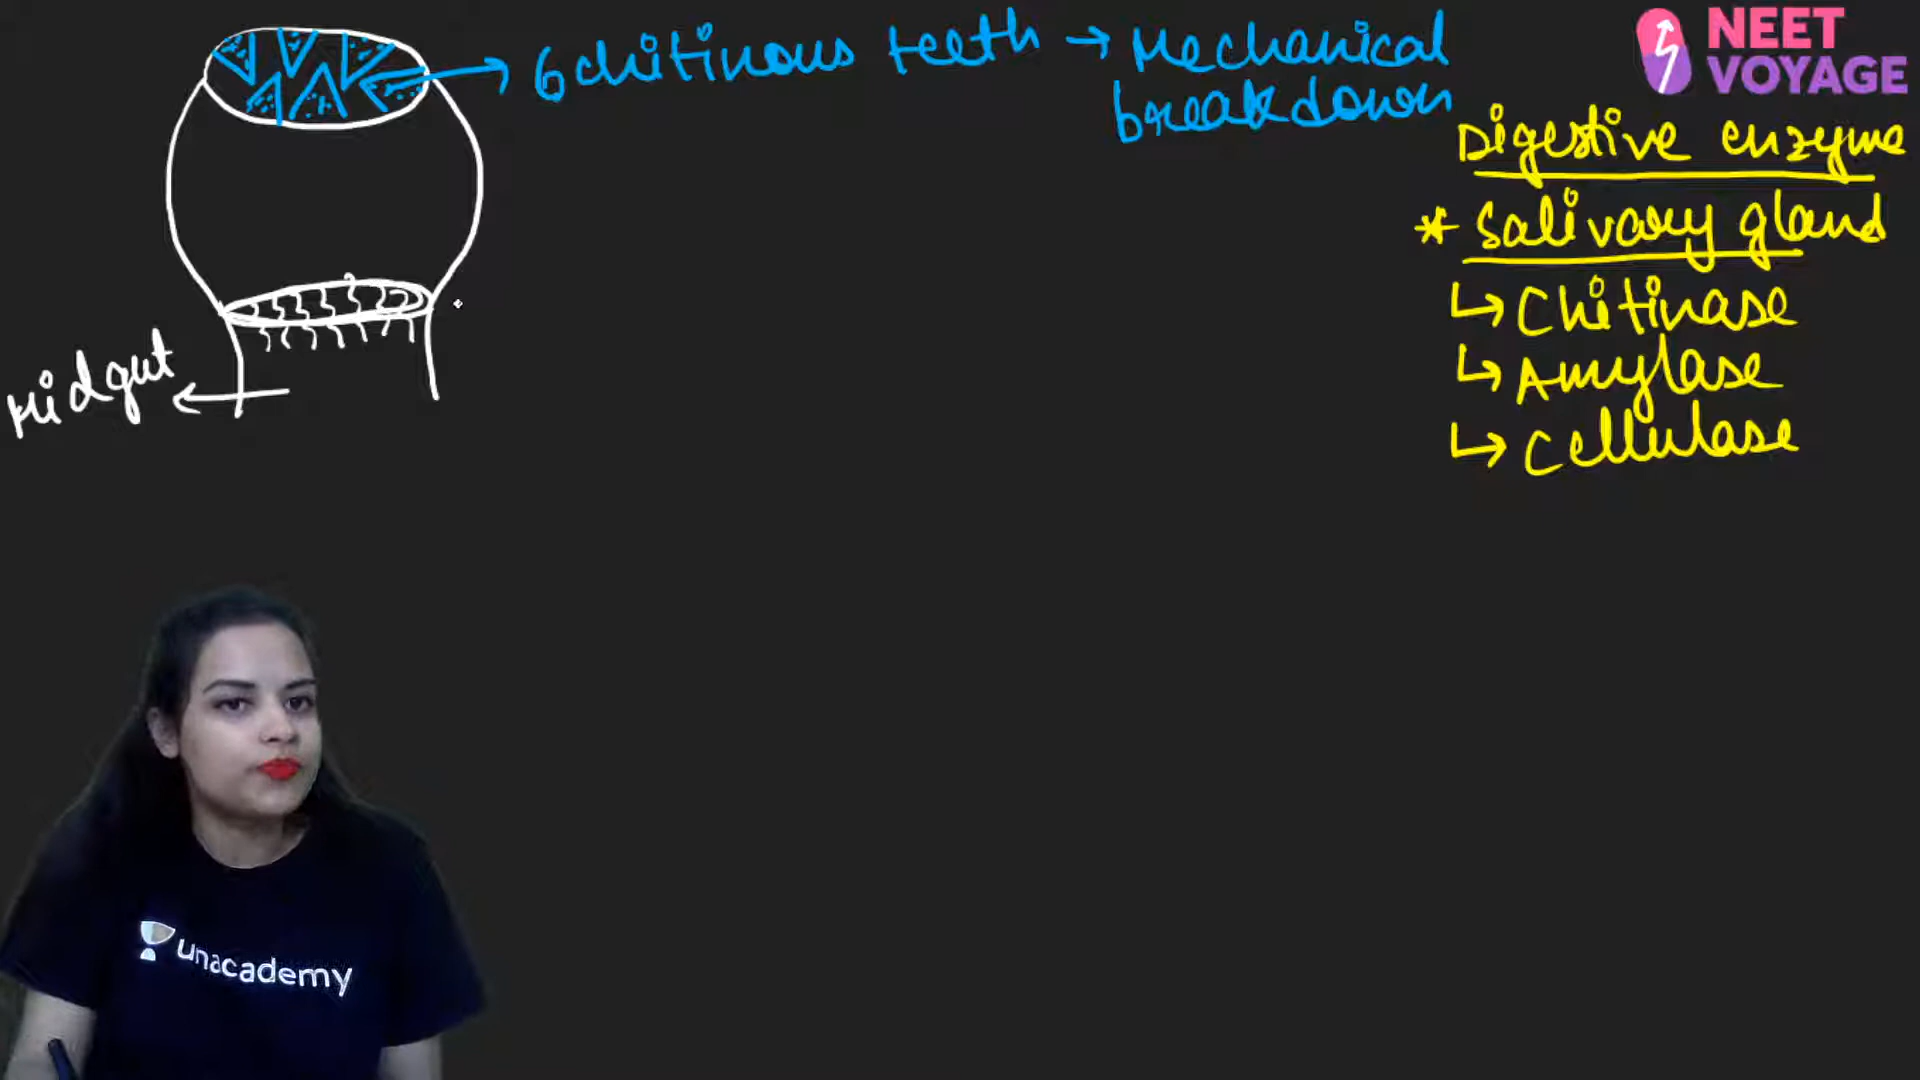 6 chitinous teeth → Mechanical
breakdown
NEET
VOYAGE
Digestive enzyme
* Salivary gland
↳ Chitinase
↳ Amylase
↳ Cellulase
Midgut
unacademy